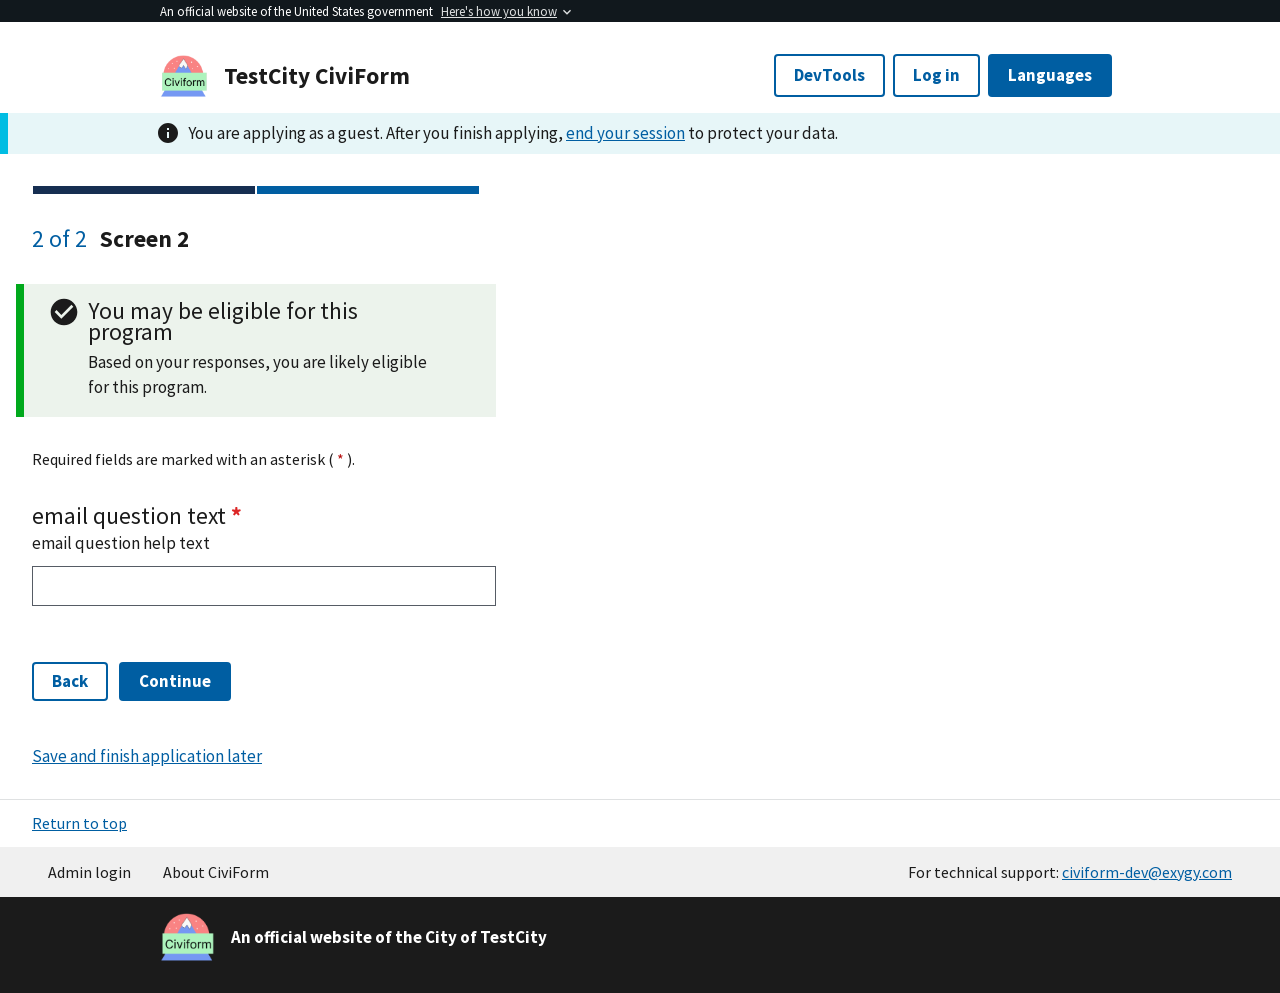 An official website of the United States government Here's how you know
Civiform
TestCity CiviForm
DevTools
Log in
Languages
You are applying as a guest. After you finish applying, end your session to protect your data.
2 of 2 Screen 2
You may be eligible for this
program
Based on your responses, you are likely eligible
for this program.
Required fields are marked with an asterisk ( * ).
email question text *
email question help text
Back
Continue
Save and finish application later
Return to top
Admin login
About CiviForm
For technical support: civiform-dev@exygy.com
Civiform
An official website of the City of TestCity